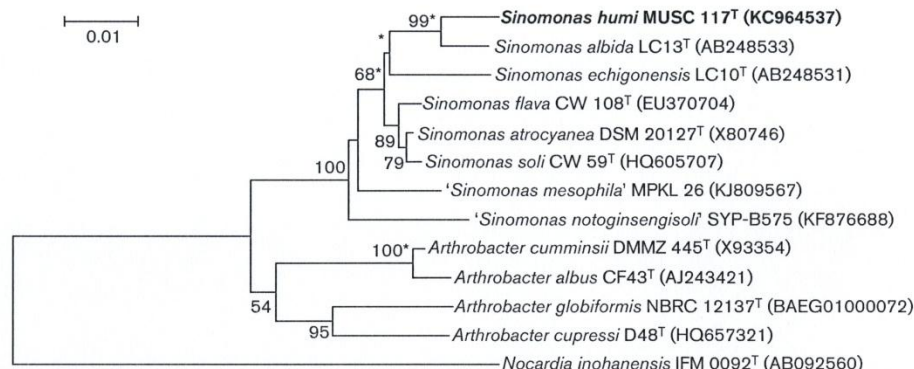 0.01
99*
Sinomonas humi MUSC 117ᵀ (KC964537)
*
Sinomonas albida LC13ᵀ (AB248533)
68*
Sinomonas echigonensis LC10ᵀ (AB248531)
Sinomonas flava CW 108ᵀ (EU370704)
89
Sinomonas atrocyanea DSM 20127ᵀ (X80746)
79
Sinomonas soli CW 59ᵀ (HQ605707)
100
'Sinomonas mesophila' MPKL 26 (KJ809567)
'Sinomonas notoginsengisoli' SYP-B575 (KF876688)
100*
Arthrobacter cumminsii DMMZ 445ᵀ (X93354)
Arthrobacter albus CF43ᵀ (AJ243421)
54
Arthrobacter globiformis NBRC 12137ᵀ (BAEG01000072)
95
Arthrobacter cupressi D48ᵀ (HQ657321)
Nocardia inohanensis IFM 0092ᵀ (AB092560)